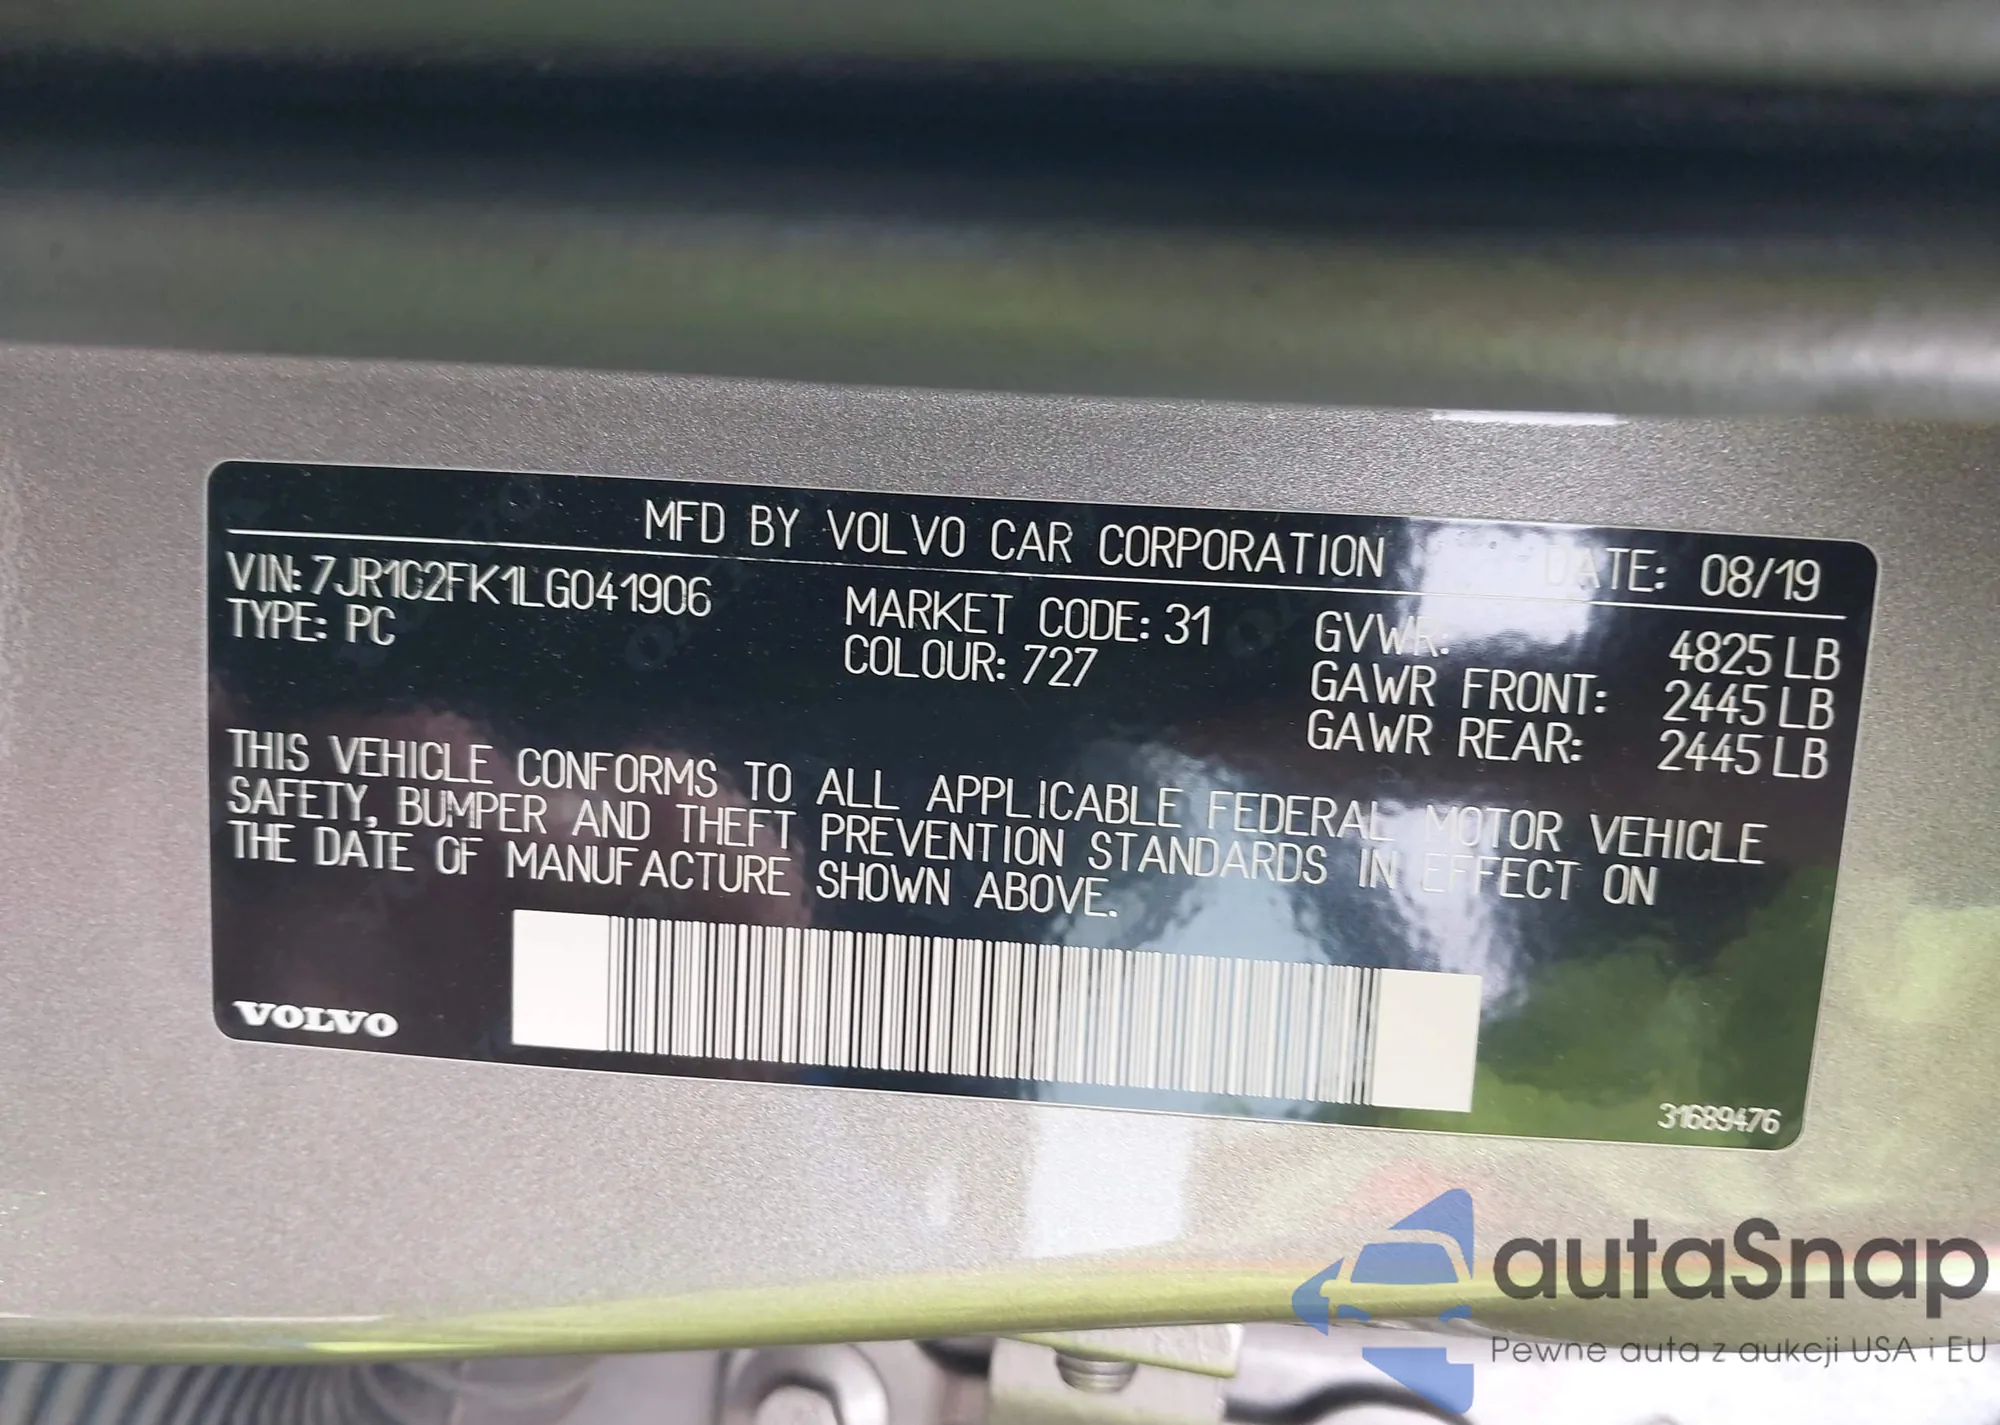 MFD BY VOLVO CAR CORPORATION DATE: 08/19
VIN: 7JR102FK1LG041906
TYPE: PC
MARKET CODE: 31
COLOUR: 727
GVWR: 4825 LB
GAWR FRONT: 2445 LB
GAWR REAR: 2445 LB
THIS VEHICLE CONFORMS TO ALL APPLICABLE FEDERAL MOTOR VEHICLE
SAFETY, BUMPER AND THEFT PREVENTION STANDARDS IN EFFECT ON
THE DATE OF MANUFACTURE SHOWN ABOVE.
VOLVO
31689476
autaSnap
Pewne auta z aukcji USA i EU